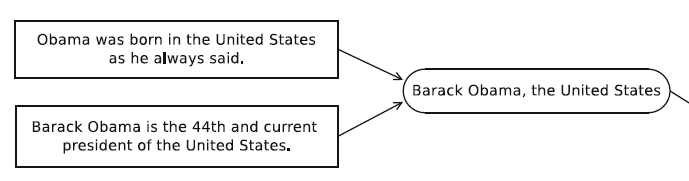 Obama was born in the United States
as he always said.
Barack Obama, the United States
Barack Obama is the 44th and current
president of the United States.